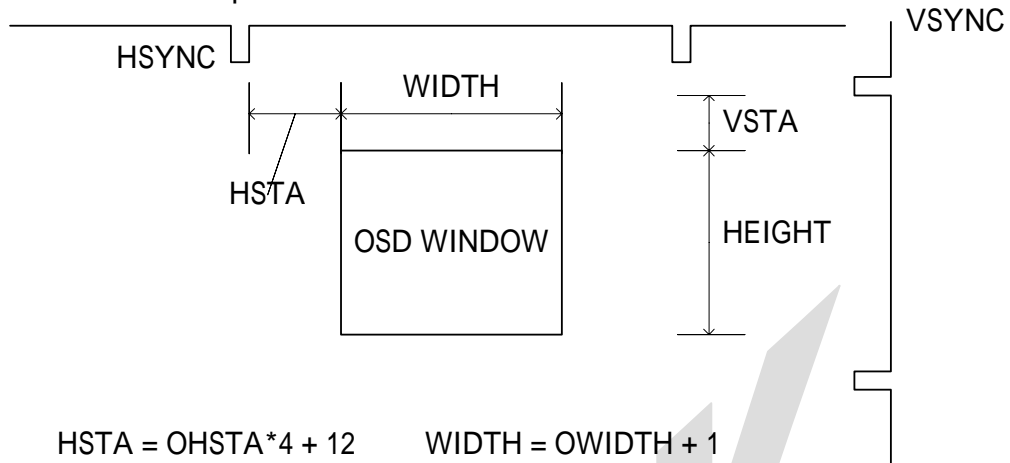 VSYNC
HSYNC
WIDTH
VSTA
HSTA
OSD WINDOW
HEIGHT
HSTA = OHSTA*4 + 12 WIDTH = OWIDTH + 1